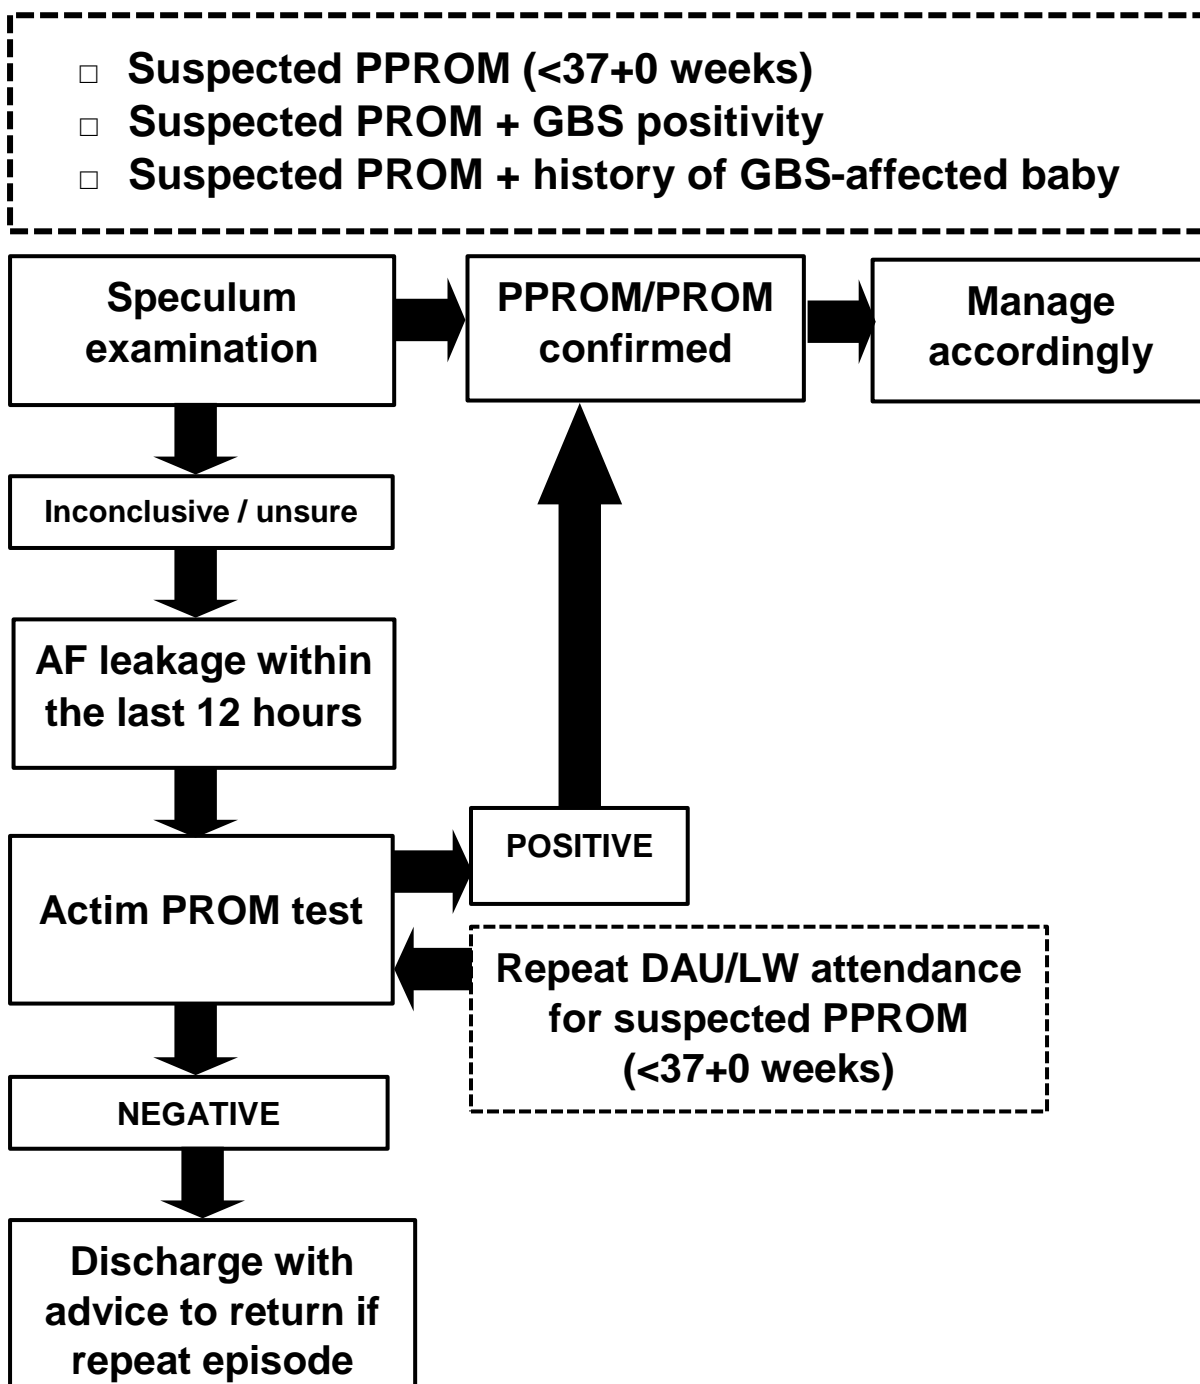 □ Suspected PPROM (<37+0 weeks)
□ Suspected PROM + GBS positivity
□ Suspected PROM + history of GBS-affected baby
Speculum
examination
PPROM/PROM
confirmed
Manage
accordingly
Inconclusive / unsure
AF leakage within
the last 12 hours
Actim PROM test
POSITIVE
Repeat DAU/LW attendance
for suspected PPROM
(<37+0 weeks)
NEGATIVE
Discharge with
advice to return if
repeat episode